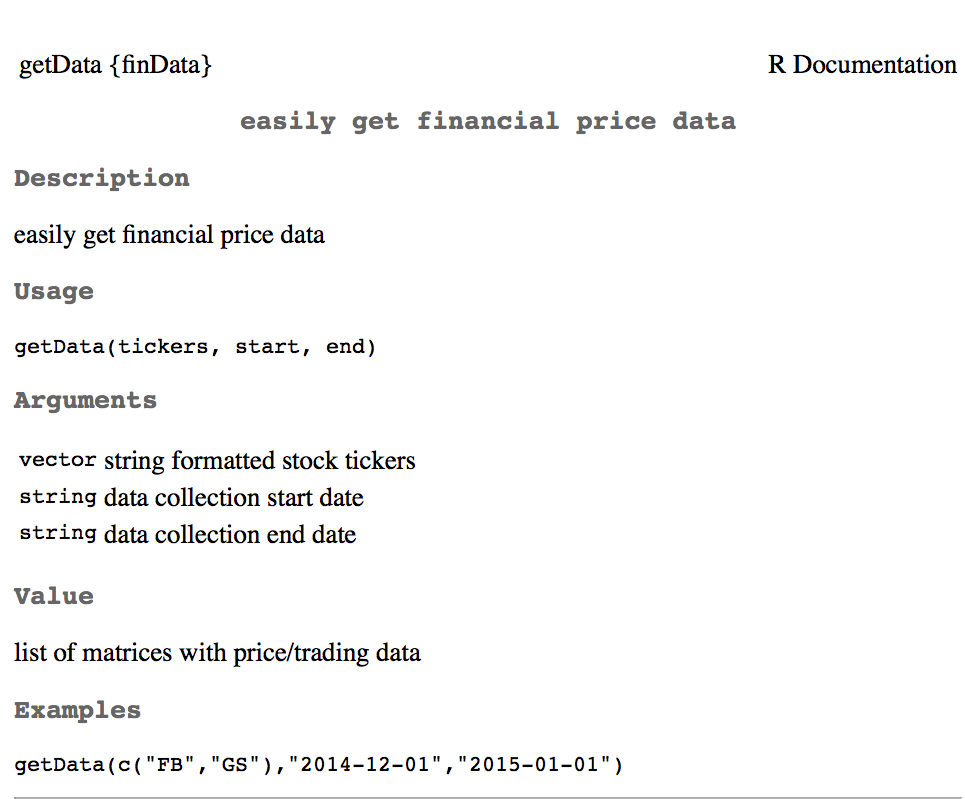 getData {finData} R Documentation
easily get financial price data
Description
easily get financial price data
Usage
getData(tickers, start, end)
Arguments
vector string formatted stock tickers
string data collection start date
string data collection end date
Value
list of matrices with price/trading data
Examples
getData(c("FB","GS"),"2014-12-01","2015-01-01")